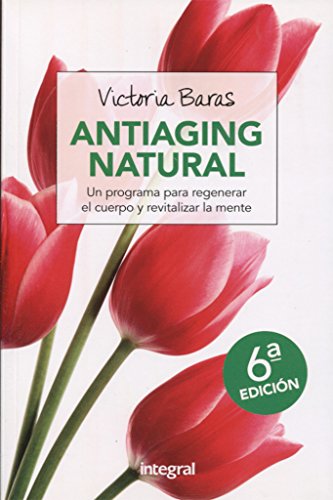 Victoria Baras
ANTIAGING
NATURAL
Un programa para regenerar
el cuerpo y revitalizar la mente
6ª
EDICIÓN
integral